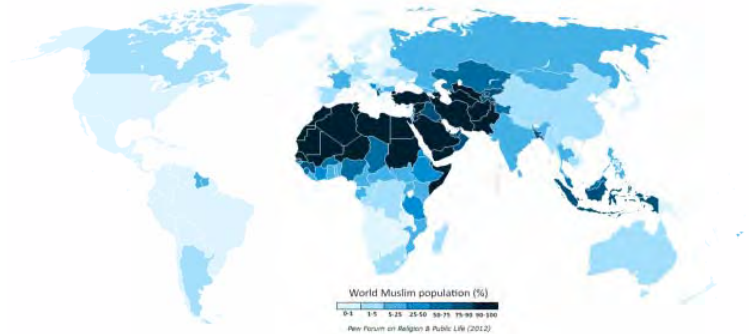 World Muslim population (%)
0-1 1-5 5-25 25-50 50-75 75-90 90-100
Pew Forum on Religion & Public Life (2012)